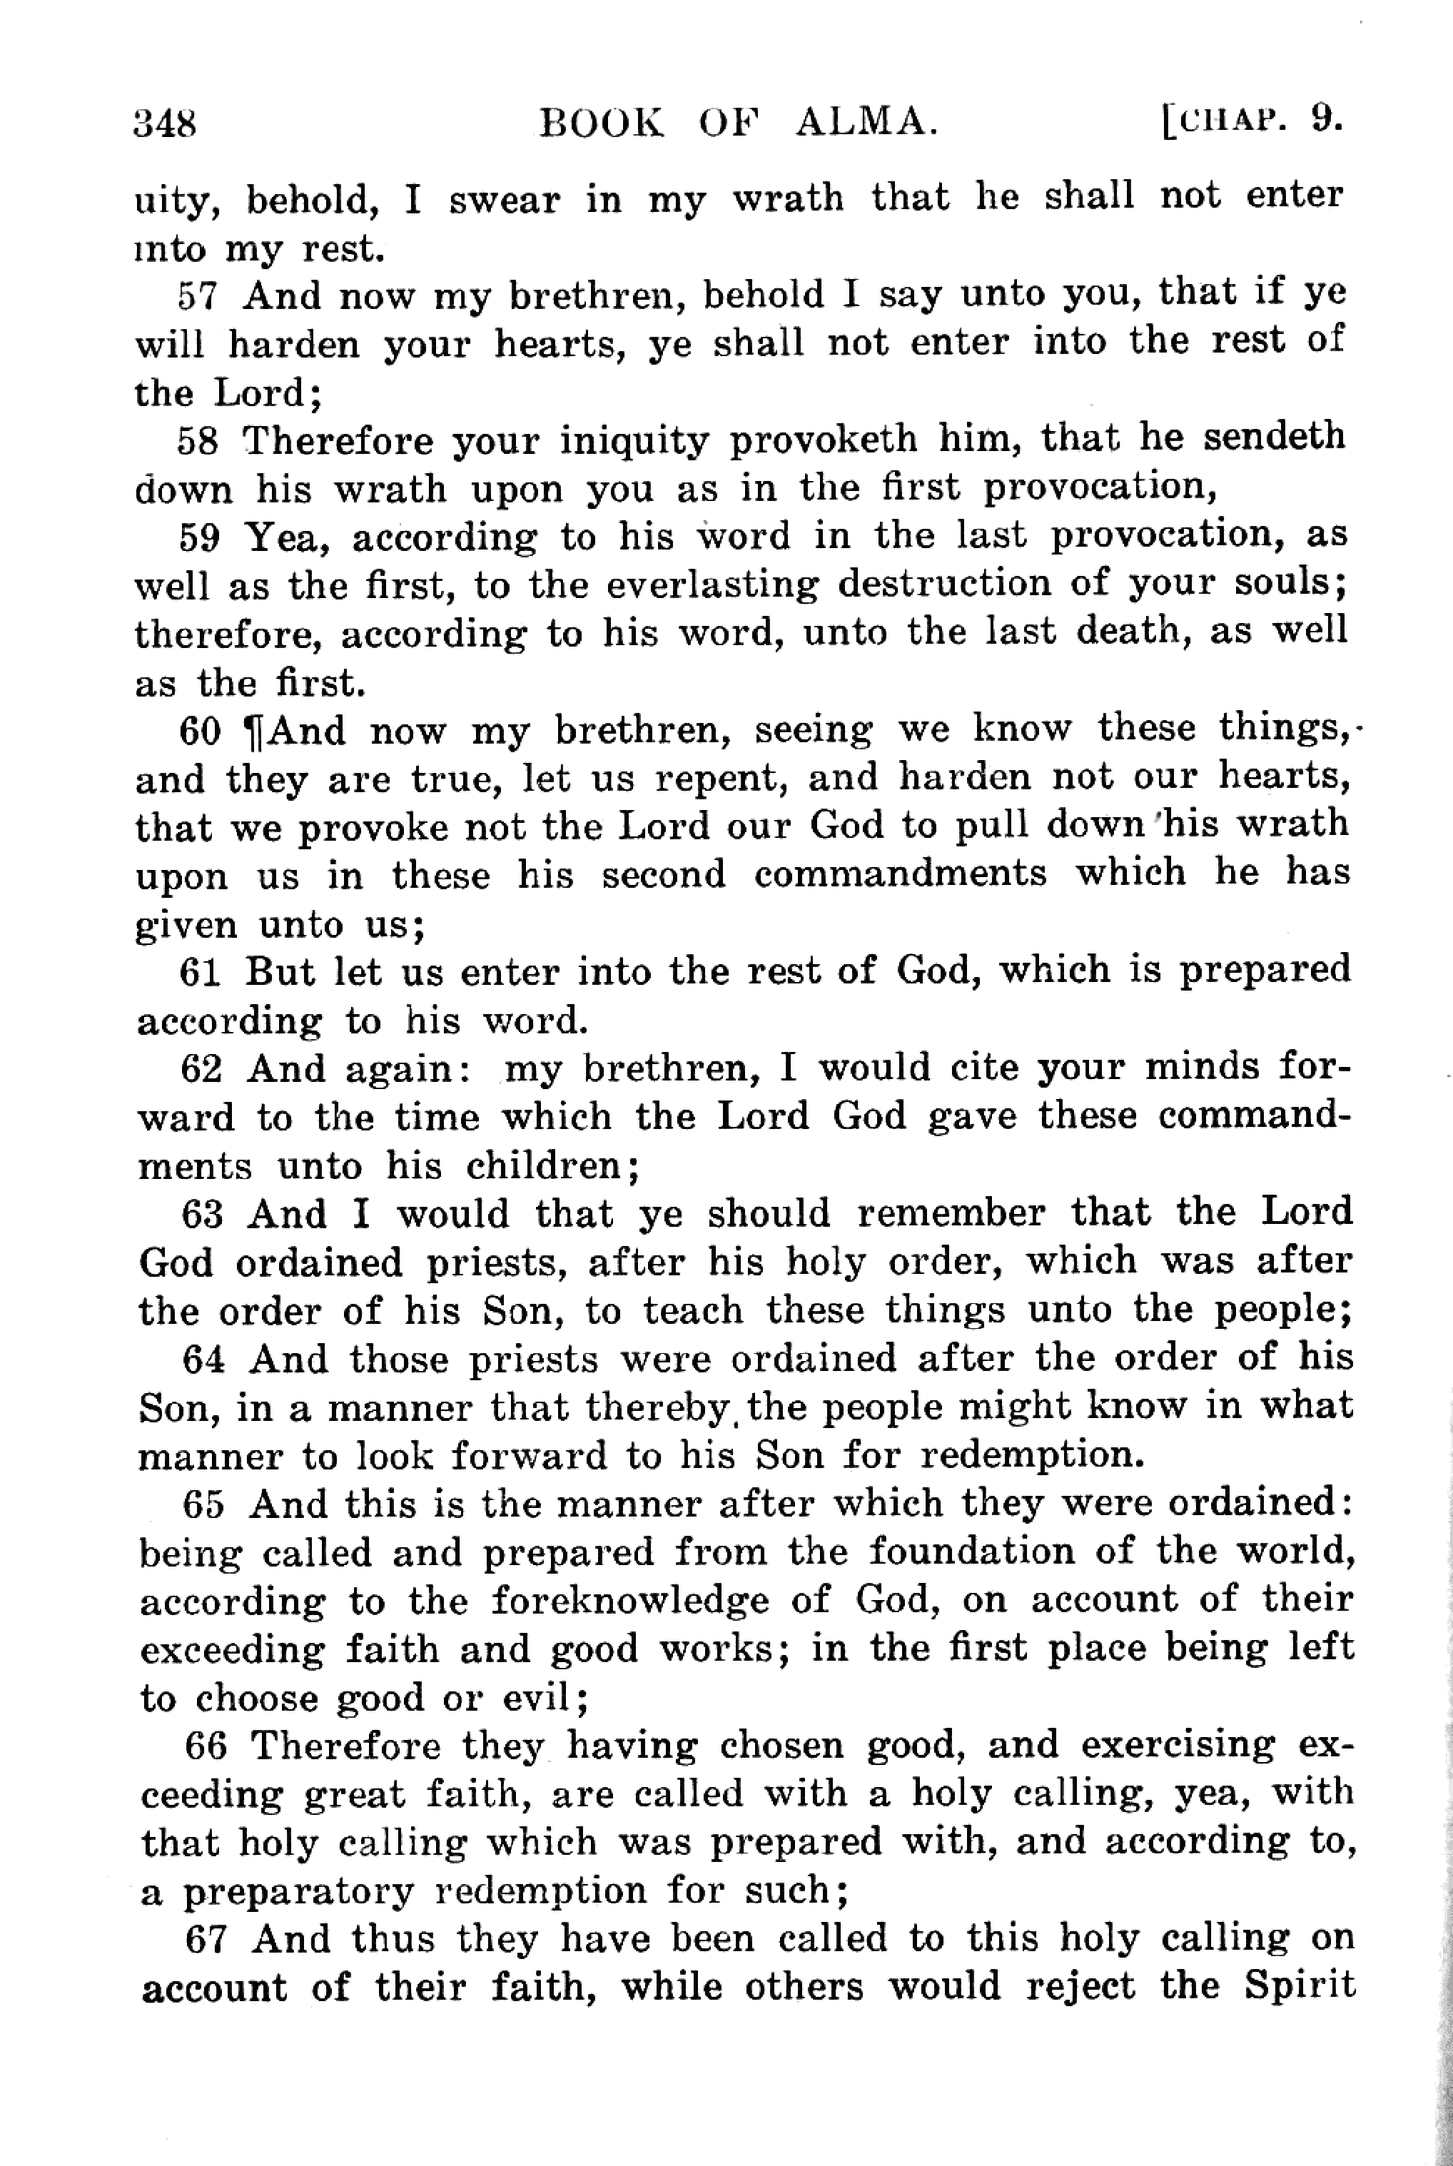 348 BOOK OF ALMA. [CHAP. 9.
uity, behold, I swear in my wrath that he shall not enter
into my rest.
57 And now my brethren, behold I say unto you, that if ye
will harden your hearts, ye shall not enter into the rest of
the Lord;
58 Therefore your iniquity provoketh him, that he sendeth
down his wrath upon you as in the first provocation,
59 Yea, according to his word in the last provocation, as
well as the first, to the everlasting destruction of your souls;
therefore, according to his word, unto the last death, as well
as the first.
60 ¶And now my brethren, seeing we know these things,
and they are true, let us repent, and harden not our hearts,
that we provoke not the Lord our God to pull down his wrath
upon us in these his second commandments which he has
given unto us;
61 But let us enter into the rest of God, which is prepared
according to his word.
62 And again: my brethren, I would cite your minds for-
ward to the time which the Lord God gave these command-
ments unto his children;
63 And I would that ye should remember that the Lord
God ordained priests, after his holy order, which was after
the order of his Son, to teach these things unto the people;
64 And those priests were ordained after the order of his
Son, in a manner that thereby the people might know in what
manner to look forward to his Son for redemption.
65 And this is the manner after which they were ordained:
being called and prepared from the foundation of the world,
according to the foreknowledge of God, on account of their
exceeding faith and good works; in the first place being left
to choose good or evil;
66 Therefore they having chosen good, and exercising ex-
ceeding great faith, are called with a holy calling, yea, with
that holy calling which was prepared with, and according to,
a preparatory redemption for such;
67 And thus they have been called to this holy calling on
account of their faith, while others would reject the Spirit